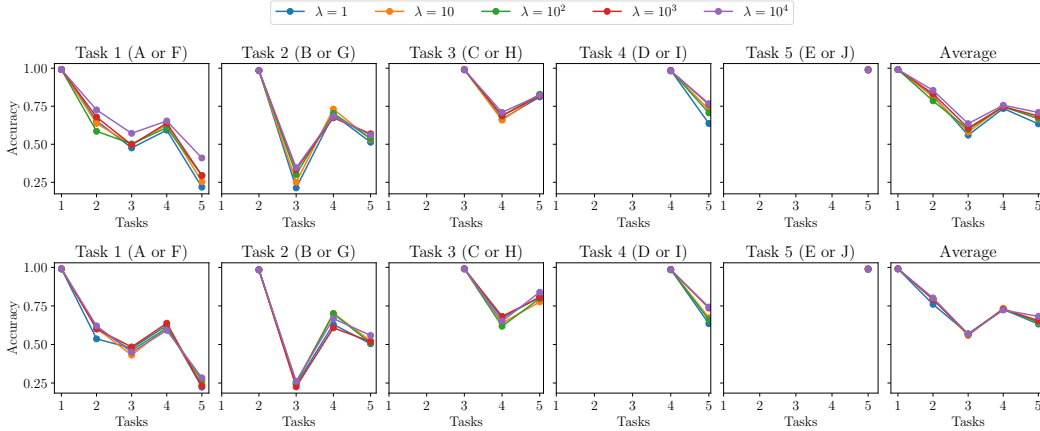 λ = 1 λ = 10 λ = 10² λ = 10³ λ = 10⁴
Task 1 (A or F) Task 2 (B or G) Task 3 (C or H) Task 4 (D or I) Task 5 (E or J) Average
1.00
0.75
0.50
0.25
Accuracy
1 2 3 4 5 1 2 3 4 5 1 2 3 4 5 1 2 3 4 5 1 2 3 4 5 1 2 3 4 5
Tasks Tasks Tasks Tasks Tasks Tasks
Task 1 (A or F) Task 2 (B or G) Task 3 (C or H) Task 4 (D or I) Task 5 (E or J) Average
1.00
0.75
0.50
0.25
Accuracy
1 2 3 4 5 1 2 3 4 5 1 2 3 4 5 1 2 3 4 5 1 2 3 4 5 1 2 3 4 5
Tasks Tasks Tasks Tasks Tasks Tasks